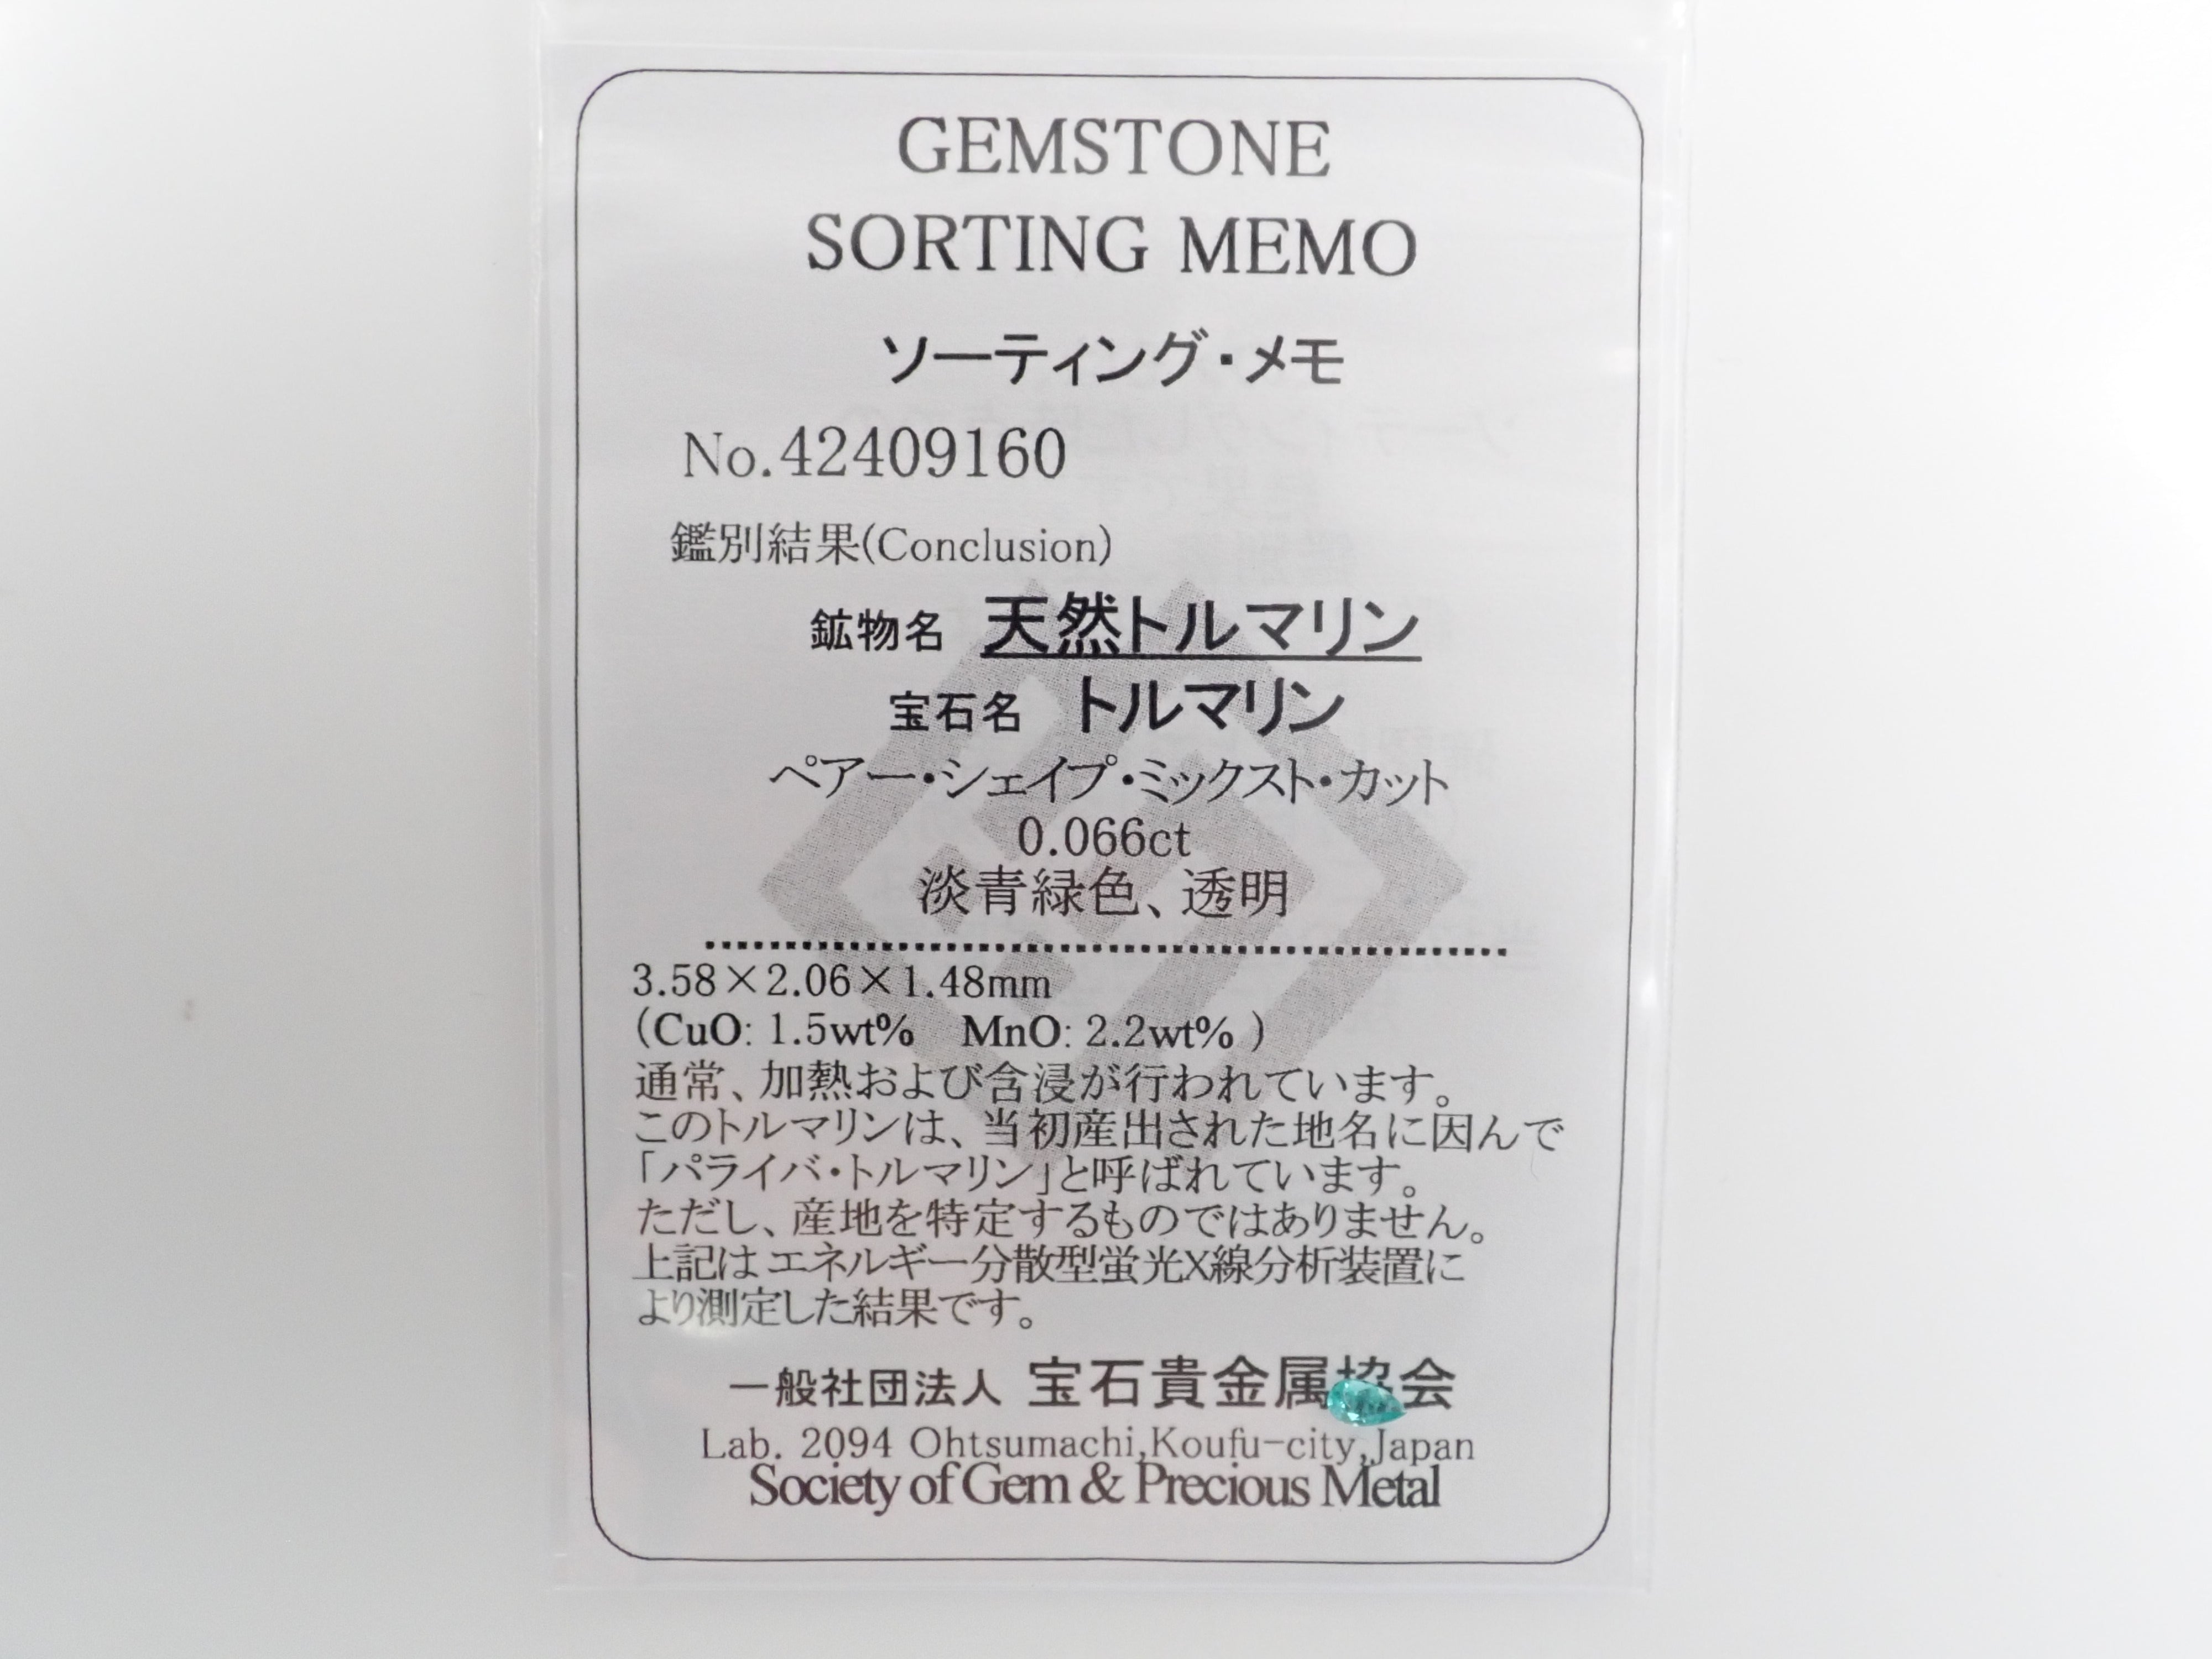 GEMSTONE
SORTING MEMO
ソーティング・メモ
No.42409160
鑑別結果(Conclusion)
鉱物名 天然トルマリン
宝石名 トルマリン
ペアー・シェイプ・ミックスト・カット
0.066ct
淡青緑色、透明
3.58×2.06×1.48mm
(CuO: 1.5wt% MnO: 2.2wt% )
通常、加熱および含浸が行われています。
このトルマリンは、当初産出された地名に因んで
「パライバ・トルマリン」と呼ばれています。
ただし、産地を特定するものではありません。
上記はエネルギー分散型蛍光X線分析装置に
より測定した結果です。
一般社団法人 宝石貴金属協会
Lab. 2094 Ohtsumachi,Koufu-city,Japan
Society of Gem & Precious Metal